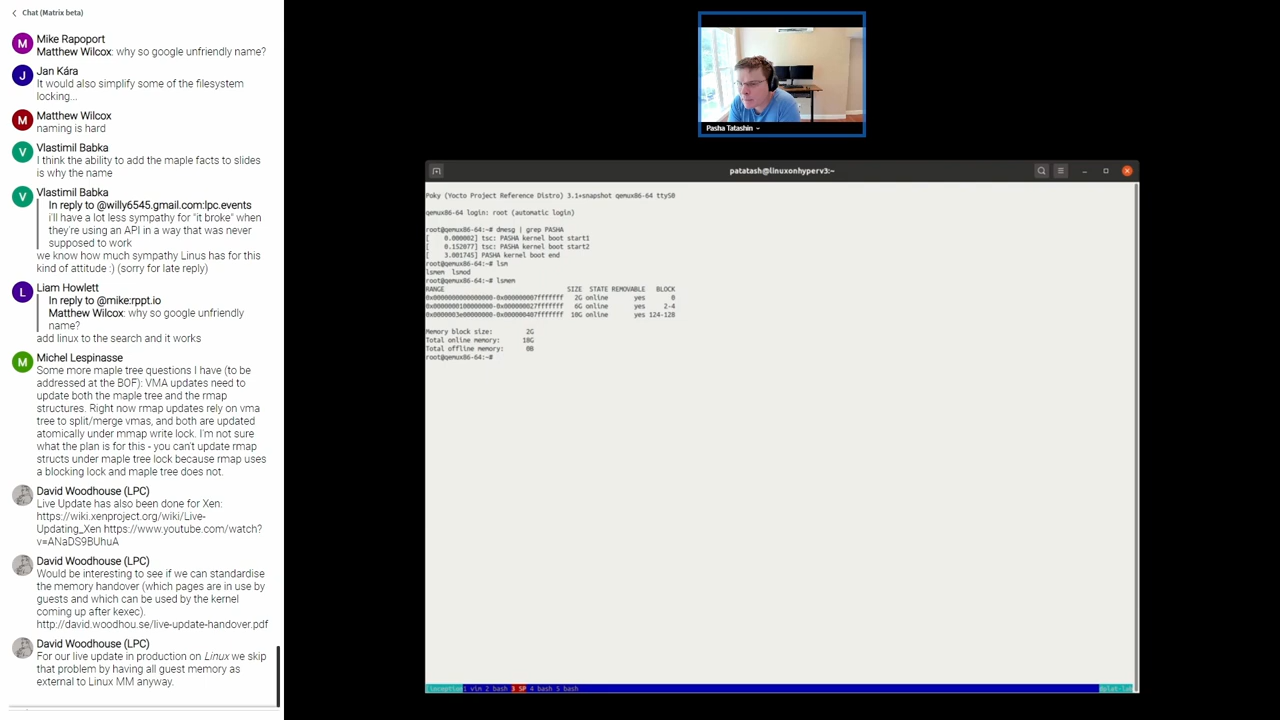 Chat (Matrix beta)
M
Mike Rapoport
Matthew Wilcox: why so google unfriendly name?
J
Jan Kára
It would also simplify some of the filesystem
locking...
M
Matthew Wilcox
naming is hard
V
Vlastimil Babka
I think the ability to add the maple facts to slides
is why the name
V
Vlastimil Babka
In reply to @willy6545.gmail.com:lpc.events
i'll have a lot less sympathy for "it broke" when
they're using an API in a way that was never
supposed to work
we know how much sympathy Linus has for this
kind of attitude :) (sorry for late reply)
L
Liam Howlett
In reply to @mike:rppt.io
Matthew Wilcox: why so google unfriendly
name?
add linux to the search and it works
M
Michel Lespinasse
Some more maple tree questions I have (to be
addressed at the BOF): VMA updates need to
update both the maple tree and the rmap
structures. Right now rmap updates rely on vma
tree to split/merge vmas, and both are updated
atomically under mmap write lock. I'm not sure
what the plan is for this - you can't update rmap
structs under maple tree lock because rmap uses
a blocking lock and maple tree does not.
David Woodhouse (LPC)
Live Update has also been done for Xen:
https://wiki.xenproject.org/wiki/Live-
Updating_Xen https://www.youtube.com/watch?
v=ANaDS9BUhuA
David Woodhouse (LPC)
Would be interesting to see if we can standardise
the memory handover (which pages are in use by
guests and which can be used by the kernel
coming up after kexec).
http://david.woodhou.se/live-update-handover.pdf
David Woodhouse (LPC)
For our live update in production on Linux we skip
that problem by having all guest memory as
external to Linux MM anyway.
Pasha Tatashin
patatash@linuxonhyperv3:~
Poky (Yocto Project Reference Distro) 3.1+snapshot qemux86-64 ttyS0
qemux86-64 login: root (automatic login)
root@qemux86-64:~# dmesg | grep PASHA
[    0.000002] tsc: PASHA kernel boot start1
[    0.152077] tsc: PASHA kernel boot start2
[    3.001745] PASHA kernel boot end
root@qemux86-64:~# lsm
lsmem  lsmod
root@qemux86-64:~# lsmem
RANGE SIZE STATE REMOVABLE BLOCK
0x0000000000000000-0x000000007fffffff 2G online yes 0
0x0000000100000000-0x000000027fffffff 6G online yes 2-4
0x0000003e00000000-0x000000407fffffff 10G online yes 124-128
Memory block size: 2G
Total online memory: 18G
Total offline memory: 0B
root@qemux86-64:~#
1 vim 2 bash 3 SP 4 bash 5 bash